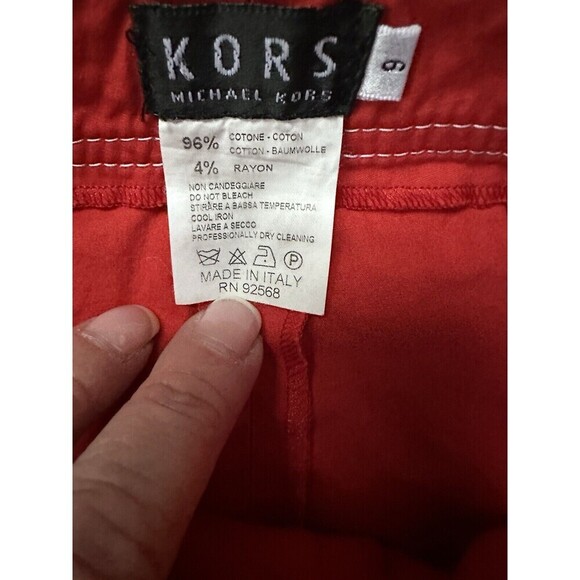 KORS
MICHAEL KORS
6
96% COTONE - COTON
COTTON - BAUMWOLLE
4% RAYON
NON CANDEGGIARE
DO NOT BLEACH
STIRARE A BASSA TEMPERATURA
COOL IRON
LAVARE A SECCO
PROFESSIONALLY DRY CLEANING
P
MADE IN ITALY
RN 92568